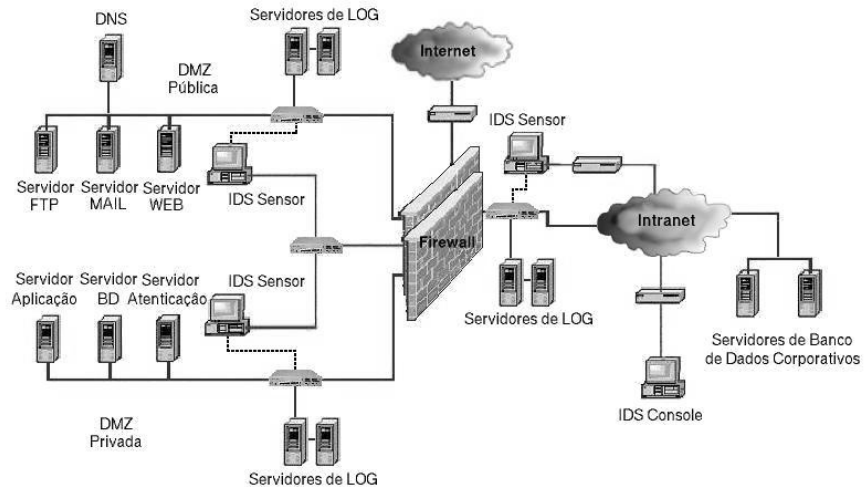 DNS
Servidores de LOG
Internet
DMZ
Pública
IDS Sensor
Servidor
FTP
Servidor
MAIL
Servidor
WEB
IDS Sensor
Firewall
Intranet
Servidor
Aplicação
Servidor
BD
Servidor
Atenticação
IDS Sensor
Servidores de LOG
Servidores de Banco
de Dados Corporativos
IDS Console
DMZ
Privada
Servidores de LOG